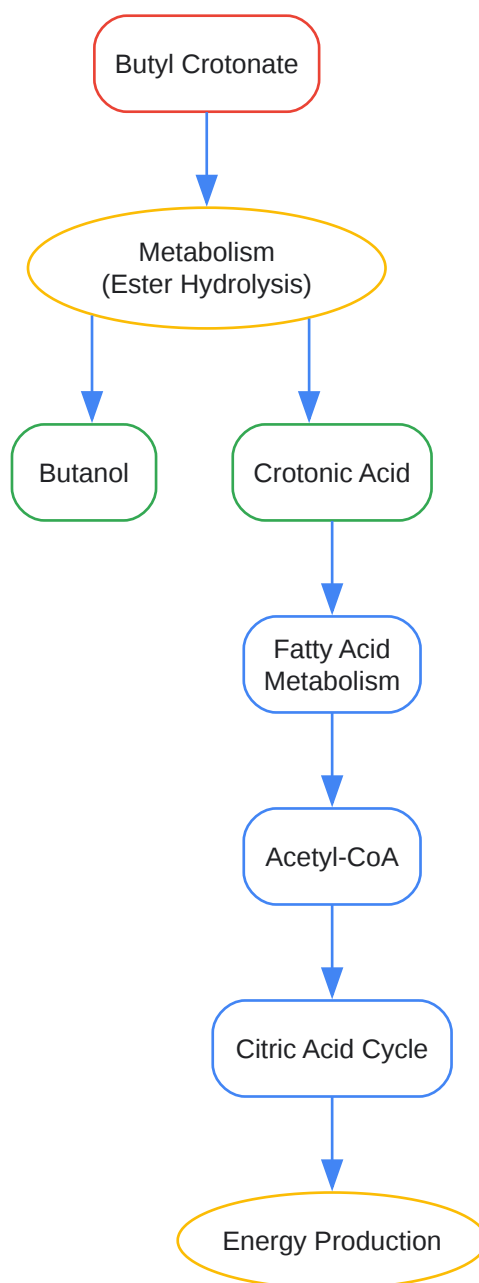 Butyl Crotonate
Metabolism
(Ester Hydrolysis)
Butanol
Crotonic Acid
Fatty Acid
Metabolism
Acetyl-CoA
Citric Acid Cycle
Energy Production